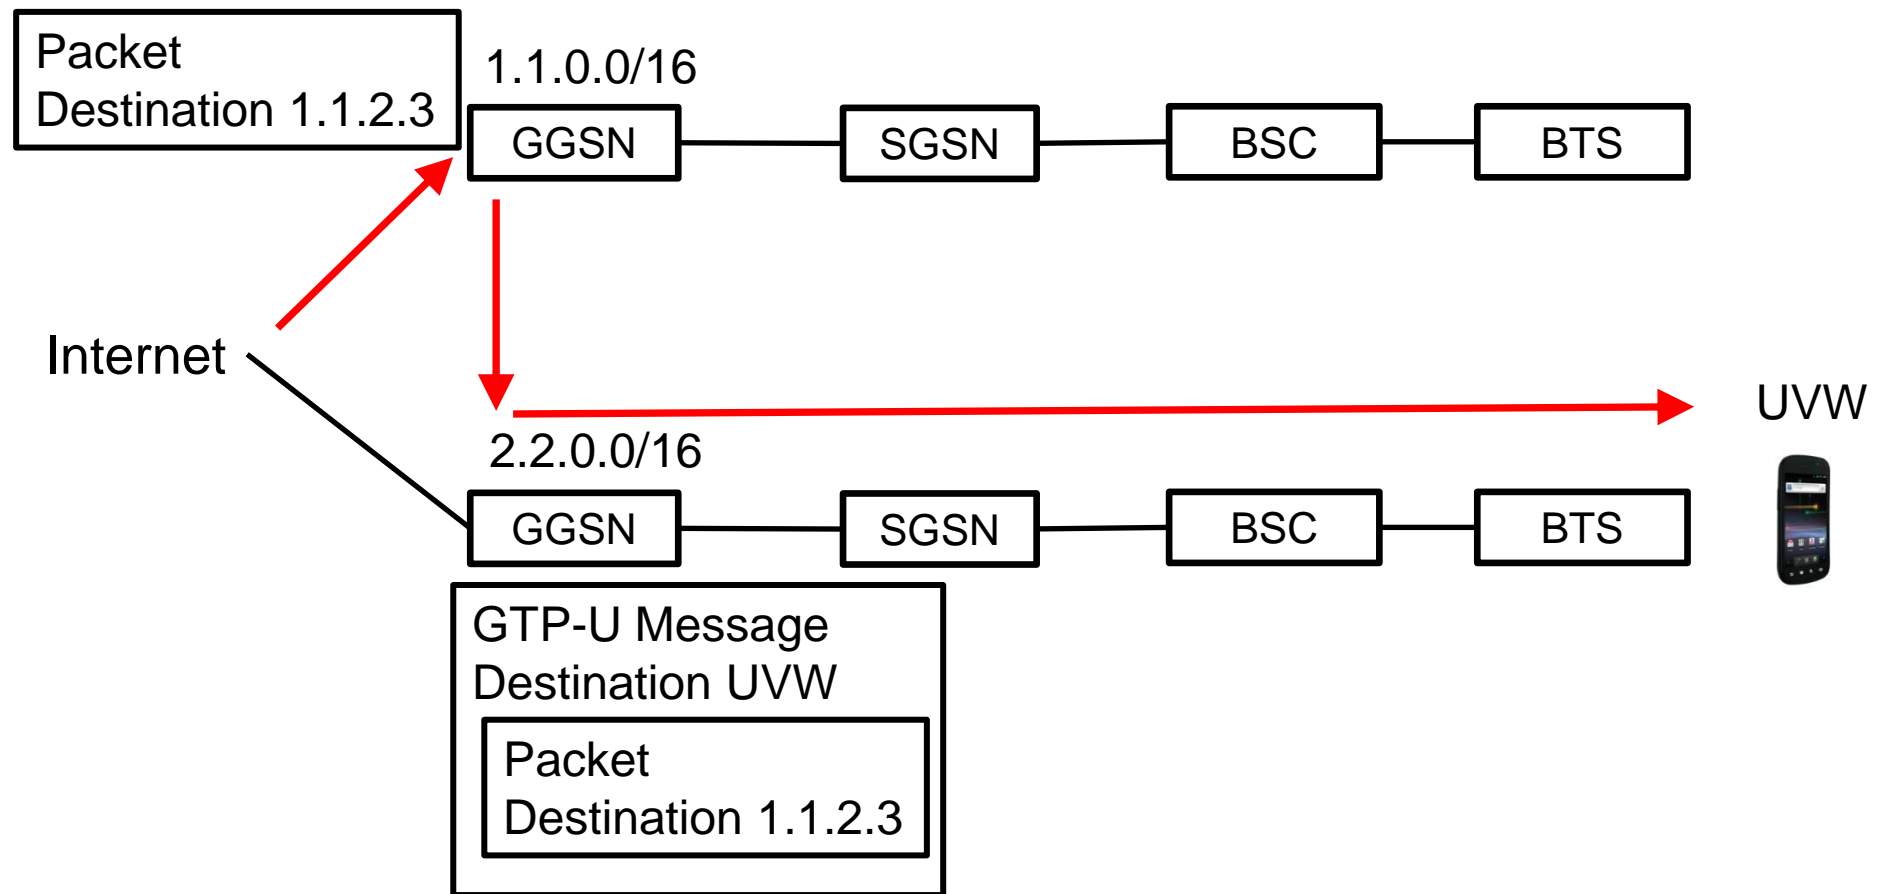 Packet
Destination 1.1.2.3
1.1.0.0/16
GGSN
SGSN
BSC
BTS
Internet
UVW
2.2.0.0/16
GGSN
SGSN
BSC
BTS
GTP-U Message
Destination UVW
Packet
Destination 1.1.2.3